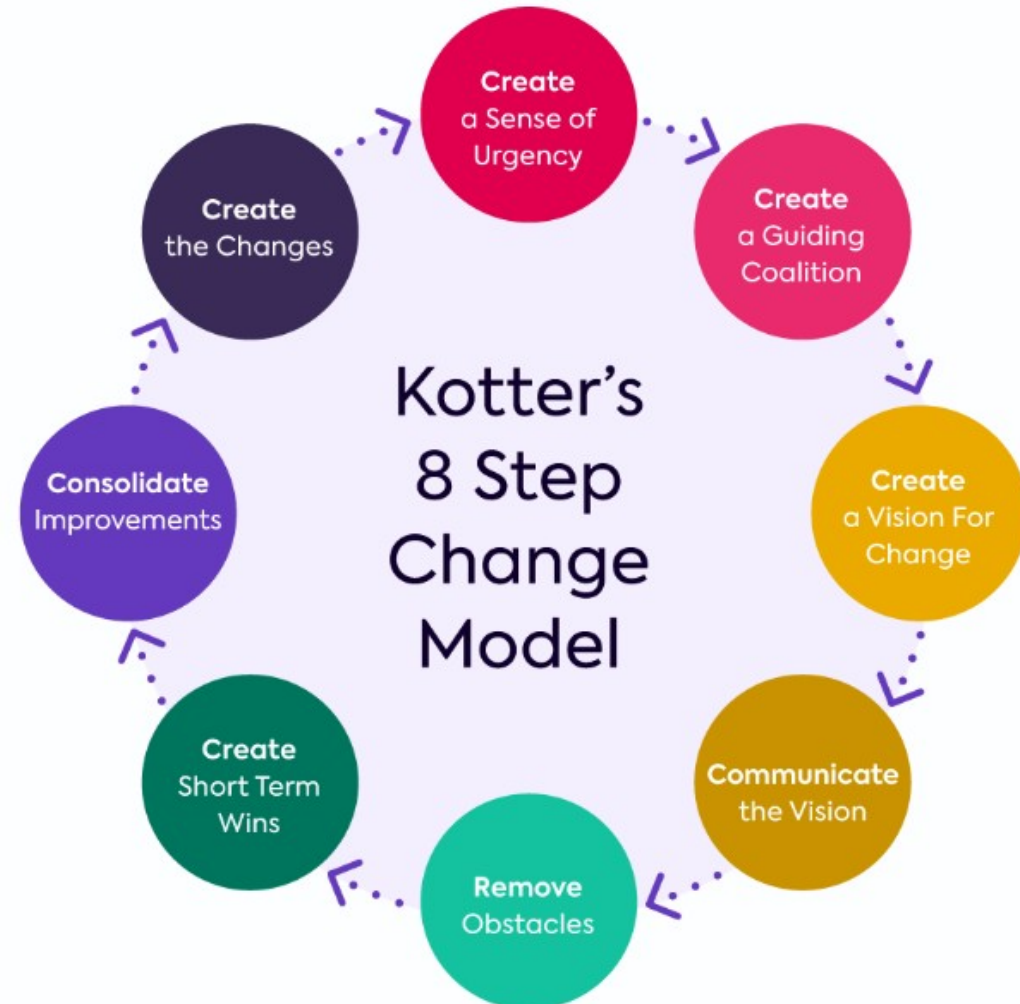 Kotter's
8 Step
Change
Model
Create
a Sense of
Urgency
Create
a Guiding
Coalition
Create
a Vision For
Change
Communicate
the Vision
Remove
Obstacles
Create
Short Term
Wins
Consolidate
Improvements
Create
the Changes